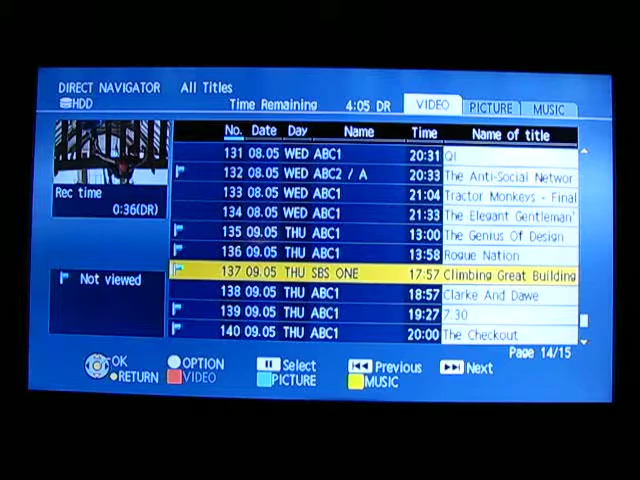 DIRECT NAVIGATOR All Titles
HDD
Time Remaining 4:05 DR VIDEO PICTURE MUSIC
No. Date Day Name Time Name of title
131 08.05 WED ABC1 20:31 QI
132 08.05 WED ABC2 / A 20:33 The Anti-Social Networ
133 08.05 WED ABC1 21:04 Tractor Monkeys - Final
134 08.05 WED ABC1 21:33 The Elegant Gentleman'
135 09.05 THU ABC1 13:00 The Genius Of Design
136 09.05 THU ABC1 13:58 Rogue Nation
137 09.05 THU SBS ONE 17:57 Climbing Great Building
138 09.05 THU ABC1 18:57 Clarke And Dawe
139 09.05 THU ABC1 19:27 7.30
140 09.05 THU ABC1 20:00 The Checkout
Rec time
0:36(DR)
Not viewed
Page 14/15
OK OPTION Select Previous Next
RETURN VIDEO PICTURE MUSIC